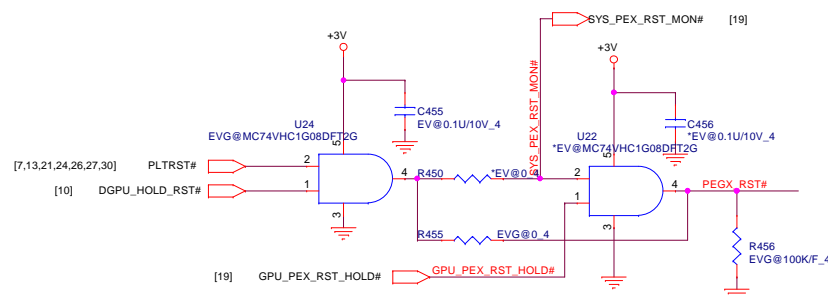 SYS_PEX_RST_MON# [19]
+3V
+3V
SYS_PEX_RST_MON#
C455
EV@0.1U/10V_4
C456
*EV@0.1U/10V_4
U24
EVG@MC74VHC1G08DFT2G
U22
*EV@MC74VHC1G08DFT2G
5
5
[7,13,21,24,26,27,30] PLTRST#
2
4
R450
*EV@0_4
2
4
PEGX_RST#
[10] DGPU_HOLD_RST#
1
1
3
3
R455
EVG@0_4
R456
EVG@100K/F_4
[19] GPU_PEX_RST_HOLD#
GPU_PEX_RST_HOLD#